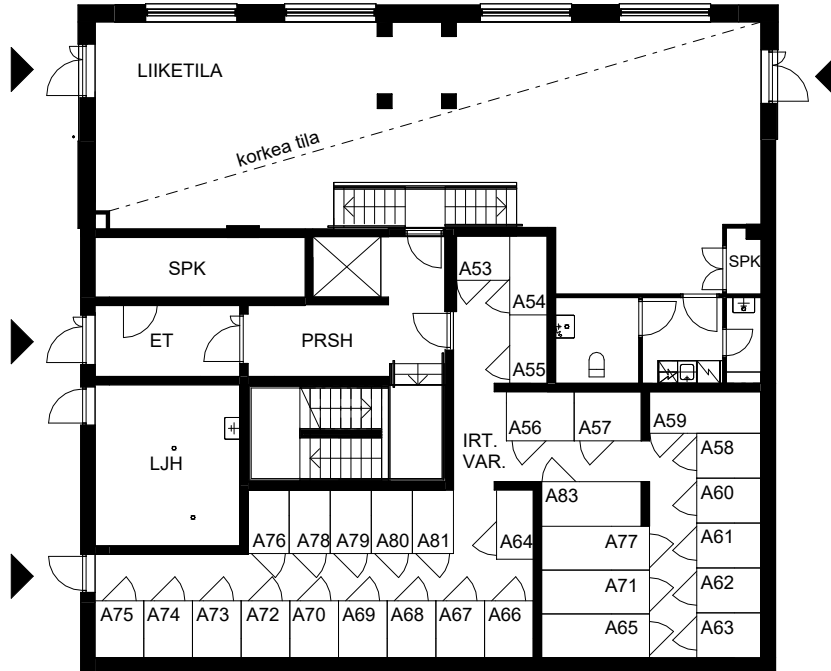 LIIKETILA
korkea tila
SPK
A53
SPK
A54
ET
PRSH
A55
A56
A57
A59
IRT.
VAR.
A58
LJH
A83
A60
A76
A78
A79
A80
A81
A64
A77
A61
A71
A62
A75
A74
A73
A72
A70
A69
A68
A67
A66
A65
A63